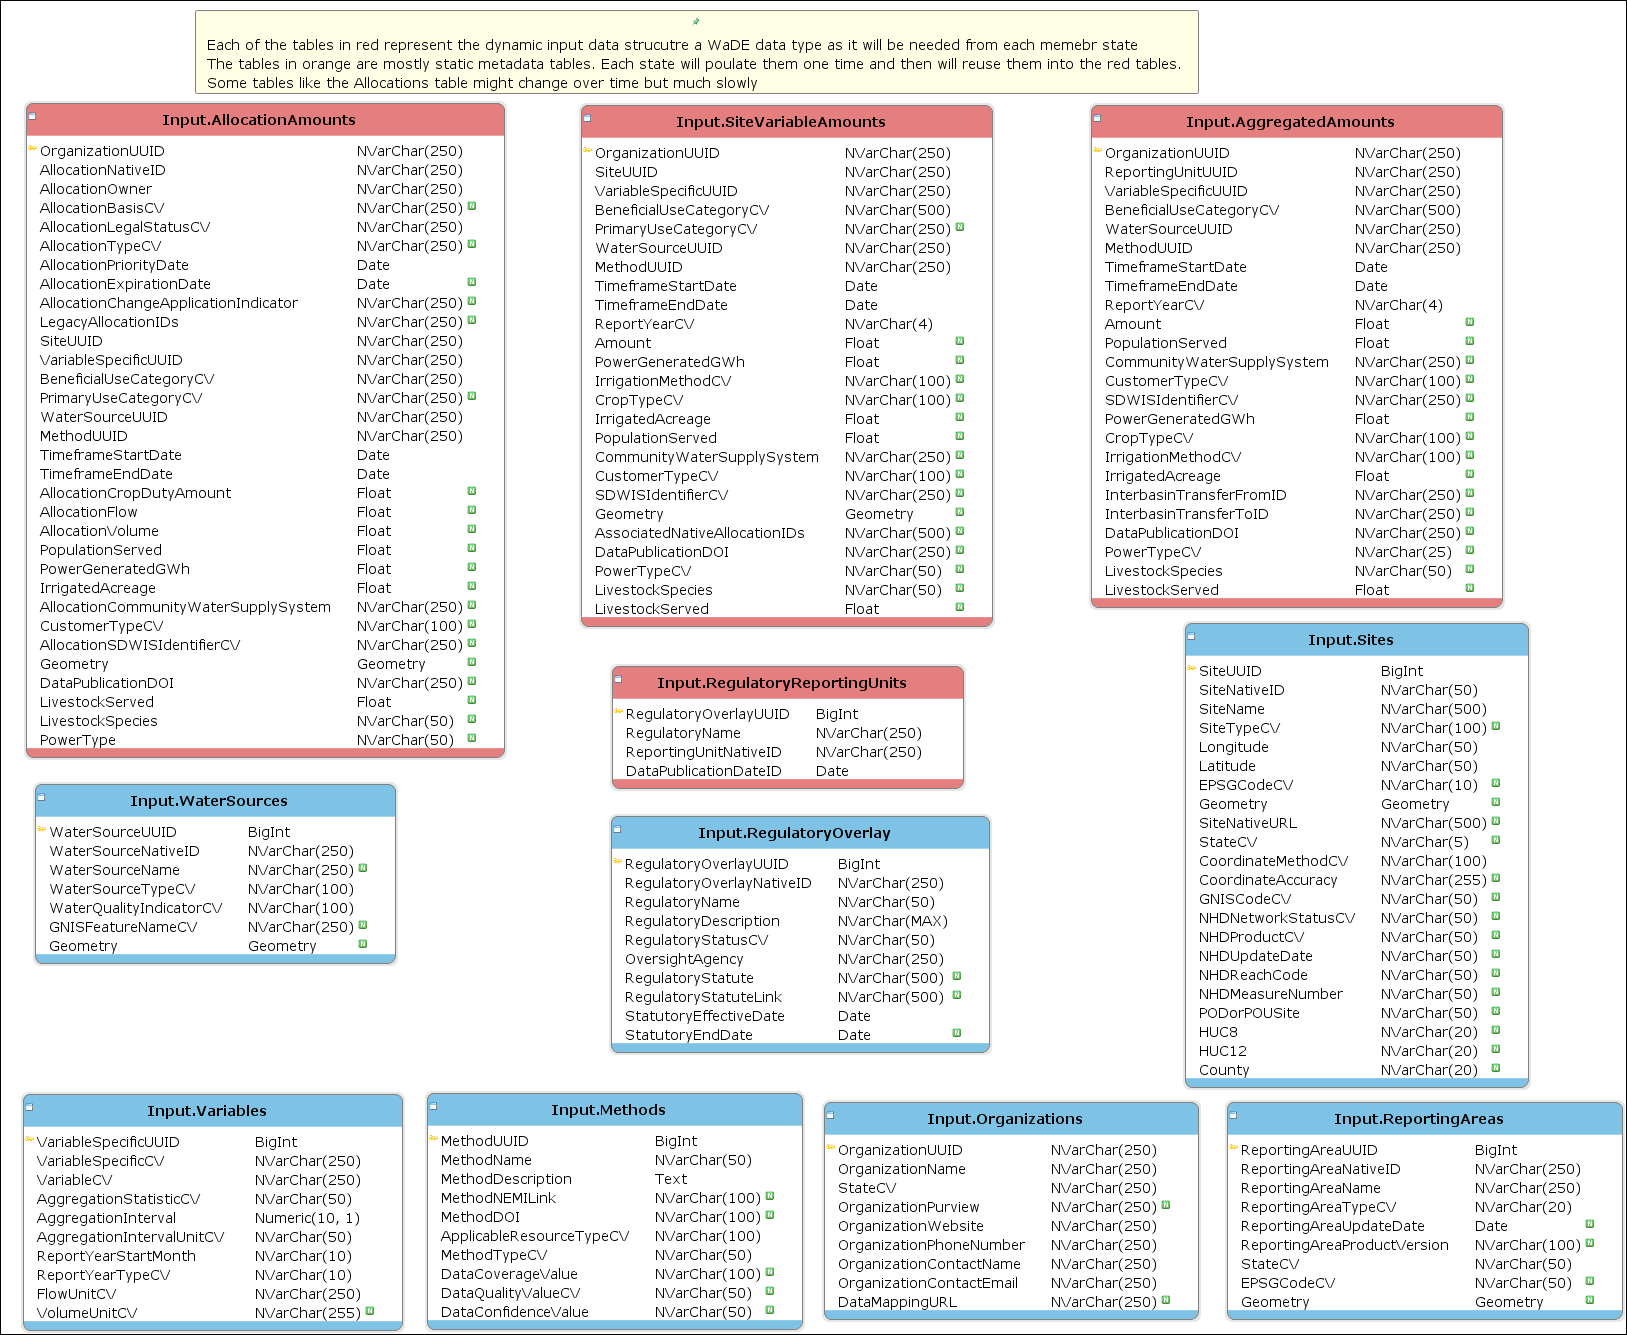 Each of the tables in red represent the dynamic input data strucutre a WaDE data type as it will be needed from each memebr state
The tables in orange are mostly static metadata tables. Each state will poulate them one time and then will reuse them into the red tables.
Some tables like the Allocations table might change over time but much slowly
Input.AllocationAmounts
OrganizationUUID NVarChar(250)
AllocationNativeID NVarChar(250)
AllocationOwner NVarChar(250)
AllocationBasisCV NVarChar(250) N
AllocationLegalStatusCV NVarChar(250)
AllocationTypeCV NVarChar(250) N
AllocationPriorityDate Date
AllocationExpirationDate Date N
AllocationChangeApplicationIndicator NVarChar(250) N
LegacyAllocationIDs NVarChar(250) N
SiteUUID NVarChar(250)
VariableSpecificUUID NVarChar(250)
BeneficialUseCategoryCV NVarChar(250)
PrimaryUseCategoryCV NVarChar(250) N
WaterSourceUUID NVarChar(250)
MethodUUID NVarChar(250)
TimeframeStartDate Date
TimeframeEndDate Date
AllocationCropDutyAmount Float N
AllocationFlow Float N
AllocationVolume Float N
PopulationServed Float N
PowerGeneratedGWh Float N
IrrigatedAcreage Float N
AllocationCommunityWaterSupplySystem NVarChar(250) N
CustomerTypeCV NVarChar(100) N
AllocationSDWISIdentifierCV NVarChar(250) N
Geometry Geometry N
DataPublicationDOI NVarChar(250) N
LivestockServed Float N
LivestockSpecies NVarChar(50) N
PowerType NVarChar(50) N
Input.SiteVariableAmounts
OrganizationUUID NVarChar(250)
SiteUUID NVarChar(250)
VariableSpecificUUID NVarChar(250)
BeneficialUseCategoryCV NVarChar(500)
PrimaryUseCategoryCV NVarChar(250) N
WaterSourceUUID NVarChar(250)
MethodUUID NVarChar(250)
TimeframeStartDate Date
TimeframeEndDate Date
ReportYearCV NVarChar(4)
Amount Float N
PowerGeneratedGWh Float N
IrrigationMethodCV NVarChar(100) N
CropTypeCV NVarChar(100) N
IrrigatedAcreage Float N
PopulationServed Float N
CommunityWaterSupplySystem NVarChar(250) N
CustomerTypeCV NVarChar(100) N
SDWISIdentifierCV NVarChar(250) N
Geometry Geometry N
AssociatedNativeAllocationIDs NVarChar(500) N
DataPublicationDOI NVarChar(250) N
PowerTypeCV NVarChar(50) N
LivestockSpecies NVarChar(50) N
LivestockServed Float N
Input.AggregatedAmounts
OrganizationUUID NVarChar(250)
ReportingUnitUUID NVarChar(250)
VariableSpecificUUID NVarChar(250)
BeneficialUseCategoryCV NVarChar(500)
WaterSourceUUID NVarChar(250)
MethodUUID NVarChar(250)
TimeframeStartDate Date
TimeframeEndDate Date
ReportYearCV NVarChar(4)
Amount Float N
PopulationServed Float N
CommunityWaterSupplySystem NVarChar(250) N
CustomerTypeCV NVarChar(100) N
SDWISIdentifierCV NVarChar(250) N
PowerGeneratedGWh Float N
CropTypeCV NVarChar(100) N
IrrigationMethodCV NVarChar(100) N
IrrigatedAcreage Float N
InterbasinTransferFromID NVarChar(250) N
InterbasinTransferToID NVarChar(250) N
DataPublicationDOI NVarChar(250) N
PowerTypeCV NVarChar(25) N
LivestockSpecies NVarChar(50) N
LivestockServed Float N
Input.RegulatoryReportingUnits
RegulatoryOverlayUUID BigInt
RegulatoryName NVarChar(250)
ReportingUnitNativeID NVarChar(250)
DataPublicationDateID Date
Input.Sites
SiteUUID BigInt
SiteNativeID NVarChar(50)
SiteName NVarChar(500)
SiteTypeCV NVarChar(100) N
Longitude NVarChar(50)
Latitude NVarChar(50)
EPSGCodeCV NVarChar(10) N
Geometry Geometry N
SiteNativeURL NVarChar(500) N
StateCV NVarChar(5) N
CoordinateMethodCV NVarChar(100)
CoordinateAccuracy NVarChar(255) N
GNISCodeCV NVarChar(50) N
NHDNetworkStatusCV NVarChar(50) N
NHDProductCV NVarChar(50) N
NHDUpdateDate NVarChar(50) N
NHDReachCode NVarChar(50) N
NHDMeasureNumber NVarChar(50) N
PODorPOUSite NVarChar(50) N
HUC8 NVarChar(20) N
HUC12 NVarChar(20) N
County NVarChar(20) N
Input.WaterSources
WaterSourceUUID BigInt
WaterSourceNativeID NVarChar(250)
WaterSourceName NVarChar(250) N
WaterSourceTypeCV NVarChar(100)
WaterQualityIndicatorCV NVarChar(100)
GNISFeatureNameCV NVarChar(250) N
Geometry Geometry N
Input.RegulatoryOverlay
RegulatoryOverlayUUID BigInt
RegulatoryOverlayNativeID NVarChar(250)
RegulatoryName NVarChar(50)
RegulatoryDescription NVarChar(MAX)
RegulatoryStatusCV NVarChar(50)
OversightAgency NVarChar(250)
RegulatoryStatute NVarChar(500) N
RegulatoryStatuteLink NVarChar(500) N
StatutoryEffectiveDate Date
StatutoryEndDate Date N
Input.Variables
VariableSpecificUUID BigInt
VariableSpecificCV NVarChar(250)
VariableCV NVarChar(250)
AggregationStatisticCV NVarChar(50)
AggregationInterval Numeric(10, 1)
AggregationIntervalUnitCV NVarChar(50)
ReportYearStartMonth NVarChar(10)
ReportYearTypeCV NVarChar(10)
FlowUnitCV NVarChar(250)
VolumeUnitCV NVarChar(255) N
Input.Methods
MethodUUID BigInt
MethodName NVarChar(50)
MethodDescription Text
MethodNEMILink NVarChar(100) N
MethodDOI NVarChar(100) N
ApplicableResourceTypeCV NVarChar(100)
MethodTypeCV NVarChar(50)
DataCoverageValue NVarChar(100) N
DataQualityValueCV NVarChar(50) N
DataConfidenceValue NVarChar(50) N
Input.Organizations
OrganizationUUID NVarChar(250)
OrganizationName NVarChar(250)
StateCV NVarChar(250)
OrganizationPurview NVarChar(250) N
OrganizationWebsite NVarChar(250)
OrganizationPhoneNumber NVarChar(250)
OrganizationContactName NVarChar(250)
OrganizationContactEmail NVarChar(250)
DataMappingURL NVarChar(250) N
Input.ReportingAreas
ReportingAreaUUID BigInt
ReportingAreaNativeID NVarChar(250)
ReportingAreaName NVarChar(250)
ReportingAreaTypeCV NVarChar(20)
ReportingAreaUpdateDate Date N
ReportingAreaProductVersion NVarChar(100) N
StateCV NVarChar(50)
EPSGCodeCV NVarChar(50) N
Geometry Geometry N